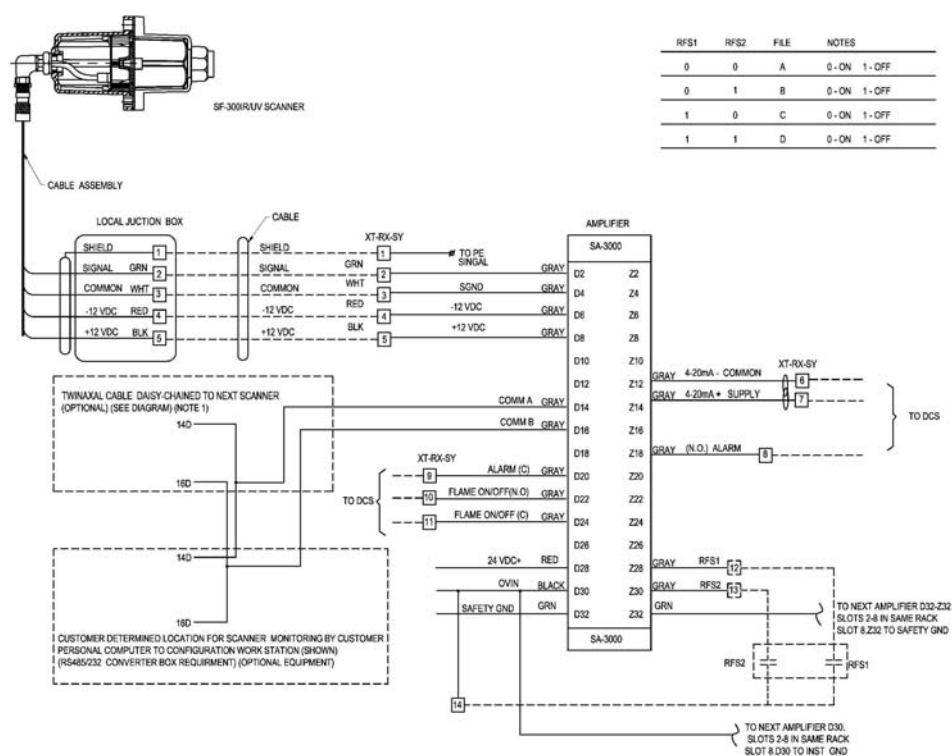 RFS1 RFS2 FILE NOTES
0 0 A 0 - ON 1 - OFF
0 1 B 0 - ON 1 - OFF
1 0 C 0 - ON 1 - OFF
1 1 D 0 - ON 1 - OFF
SF-300IR/UV SCANNER
CABLE ASSEMBLY
LOCAL JUCTION BOX
CABLE
XT-RX-SY
AMPLIFIER
SA-3000
SHIELD 1 SHIELD 1 TO PE
SINGAL
SIGNAL GRN 2 SIGNAL GRN 2 GRAY D2 Z2
COMMON WHT 3 COMMON WHT 3 SGND GRAY D4 Z4
-12 VDC RED 4 -12 VDC RED 4 -12 VDC GRAY D6 Z6
+12 VDC BLK 5 +12 VDC BLK 5 +12 VDC GRAY D8 Z8
D10 Z10
XT-RX-SY
D12 Z12 GRAY 4-20mA - COMMON 6
COMM A GRAY D14 Z14 GRAY 4-20mA + SUPPLY 7
TO DCS
COMM B GRAY D16 Z16
D18 Z18 GRAY (N.O.) ALARM 8
TWINAXAL CABLE DAISY-CHAINED TO NEXT SCANNER
(OPTIONAL) (SEE DIAGRAM) (NOTE 1)
14D
16D
XT-RX-SY
TO DCS
9 ALARM (C) GRAY D20 Z20
10 FLAME ON/OFF(N.O) GRAY D22 Z22
11 FLAME ON/OFF (C) GRAY D24 Z24
D26 Z26
24 VDC+ RED D28 Z28 GRAY RFS1 12
OVIN BLACK D30 Z30 GRAY RFS2 13
SAFETY GND GRN D32 Z32 GRN
SA-3000
14D
16D
CUSTOMER DETERMINED LOCATION FOR SCANNER MONITORING BY CUSTOMER
PERSONAL COMPUTER TO CONFIGURATION WORK STATION (SHOWN)
(RS485/232 CONVERTER BOX REQUIRMENT) (OPTIONAL EQUIPMENT)
TO NEXT AMPLIFIER D32-Z32
SLOTS 2-8 IN SAME RACK
SLOT 8.Z32 TO SAFETY GND
RFS2 RFS1
14
TO NEXT AMPLIFIER D30.
SLOTS 2-8 IN SAME RACK
SLOT 8.D30 TO INST GND